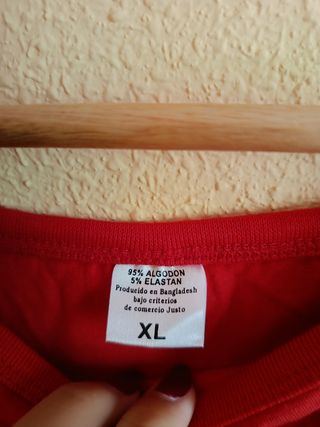 95% ALGODON
5% ELASTAN
Producido en Bangladesh
bajo criterios
de comercio Justo
XL